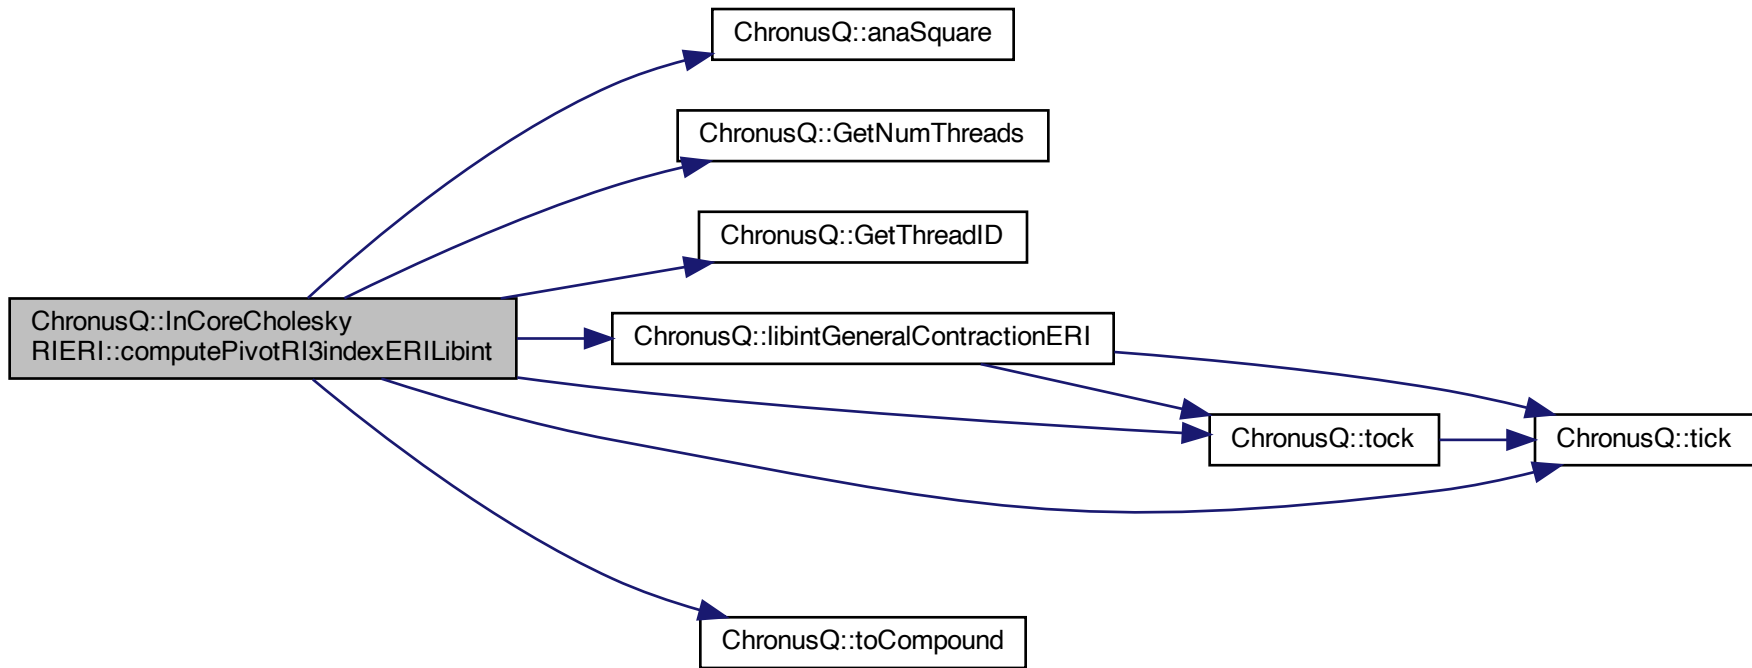 ChronusQ::anaSquare
ChronusQ::GetNumThreads
ChronusQ::GetThreadID
ChronusQ::InCoreCholesky
RIERI::computePivotRI3indexERILibint
ChronusQ::libintGeneralContractionERI
ChronusQ::tock
ChronusQ::tick
ChronusQ::toCompound